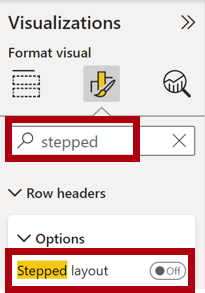 Visualizations
Format visual
stepped
Row headers
Options
Stepped layout Off